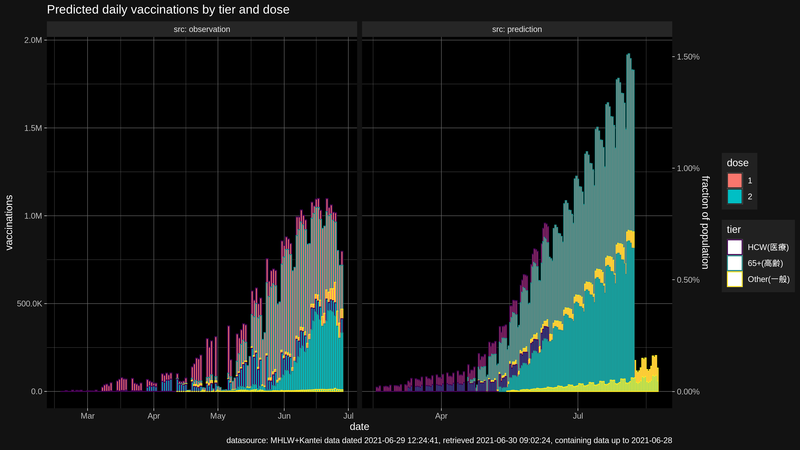 Predicted daily vaccinations by tier and dose
src: observation
src: prediction
2.0M
1.5M
1.0M
500.0K
0.0
vaccinations
1.50%
1.00%
0.50%
0.00%
fraction of population
Mar
Apr
May
Jun
Jul
Apr
Jul
date
dose
1
2
tier
HCW(医療)
65+(高齢)
Other(一般)
datasource: MHLW+Kantei data dated 2021-06-29 12:24:41, retrieved 2021-06-30 09:02:24, containing data up to 2021-06-28